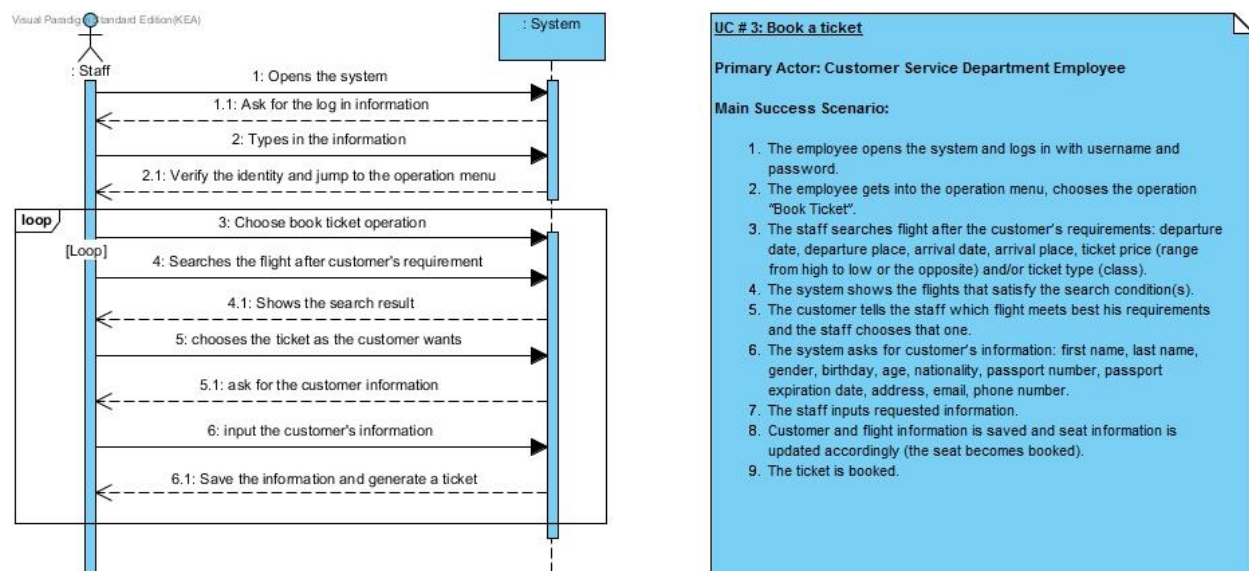 Visual Paradigm Standard Edition(KEA)
: Staff
: System
1: Opens the system
1.1: Ask for the log in information
2: Types in the information
2.1: Verify the identity and jump to the operation menu
loop
3: Choose book ticket operation
[Loop]
4: Searches the flight after customer's requirement
4.1: Shows the search result
5: chooses the ticket as the customer wants
5.1: ask for the customer information
6: input the customer's information
6.1: Save the information and generate a ticket
UC # 3: Book a ticket
Primary Actor: Customer Service Department Employee
Main Success Scenario:
1. The employee opens the system and logs in with username and
password.
2. The employee gets into the operation menu, chooses the operation
"Book Ticket".
3. The staff searches flight after the customer's requirements: departure
date, departure place, arrival date, arrival place, ticket price (range
from high to low or the opposite) and/or ticket type (class).
4. The system shows the flights that satisfy the search condition(s).
5. The customer tells the staff which flight meets best his requirements
and the staff chooses that one.
6. The system asks for customer's information: first name, last name,
gender, birthday, age, nationality, passport number, passport
expiration date, address, email, phone number.
7. The staff inputs requested information.
8. Customer and flight information is saved and seat information is
updated accordingly (the seat becomes booked).
9. The ticket is booked.